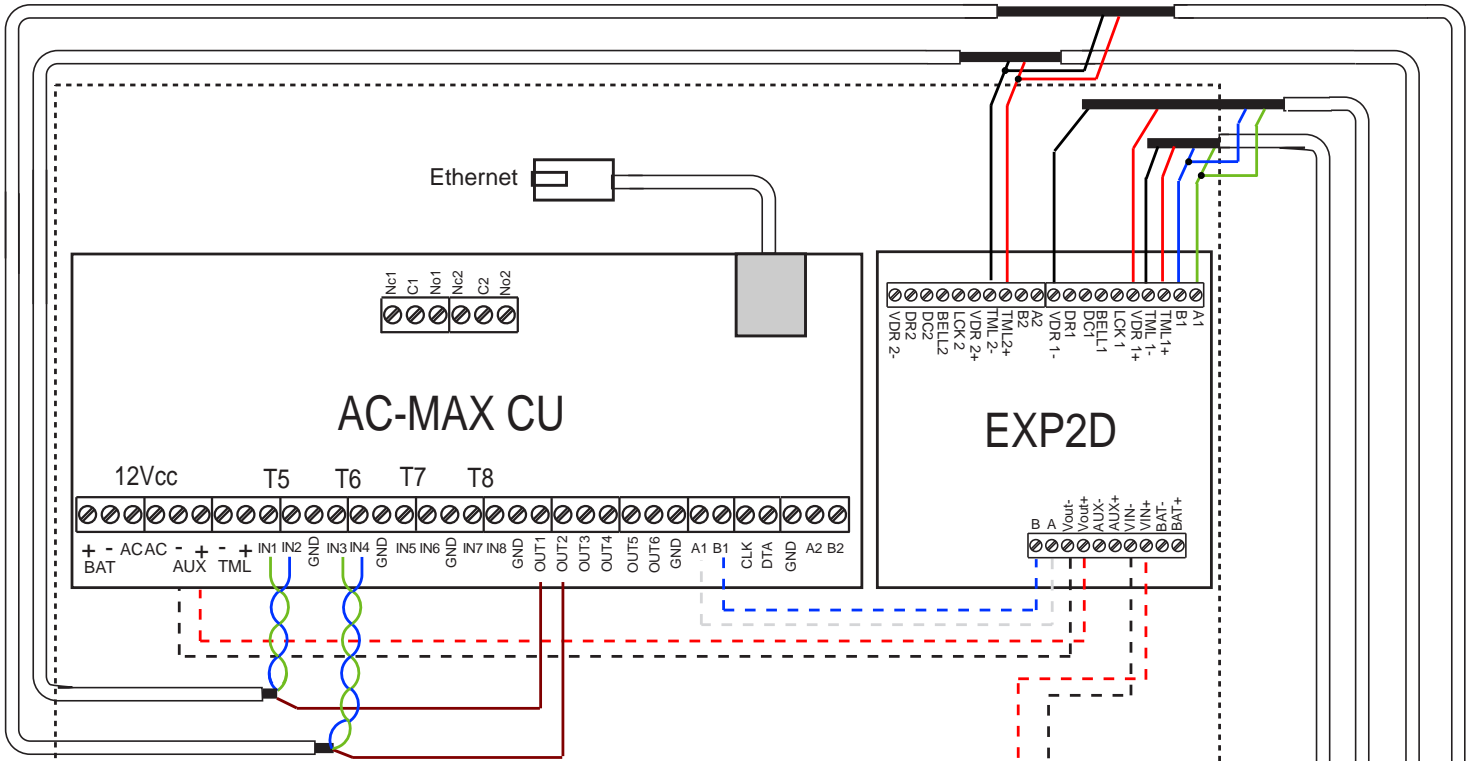 Ethernet
Nc1 C1 No1 Nc2 C2 No2
VDR 2- DR2 DC2 BELL2 LCK 2 VDR 2+ TML 2- TML2+ B2 A2 VDR 1- DR1 DC1 BELL1 LCK 1 VDR 1+ TML 1- TML1+ B1 A1
AC-MAX CU
EXP2D
12Vcc T5 T6 T7 T8
B A Vout- Vout+ AUX- AUX+ VIN- VIN+ BAT- BAT+
+ - AC AC - + - + IN1 IN2 GND IN3 IN4 GND IN5 IN6 GND IN7 IN8 GND OUT1 OUT2 OUT3 OUT4 OUT5 OUT6 GND A1 B1 CLK DTA GND A2 B2
BAT AUX TML